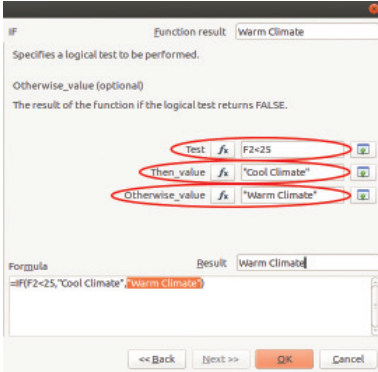 IF Function result Warm Climate
Specifies a logical test to be performed.
Otherwise_value (optional)
The result of the function if the logical test returns FALSE.
Test fx F2<25
Then_value fx "Cool Climate"
Otherwise_value fx "Warm Climate"
Formula Result Warm Climate
=IF(F2<25,"Cool Climate","Warm Climate")
<< Back Next >> OK Cancel